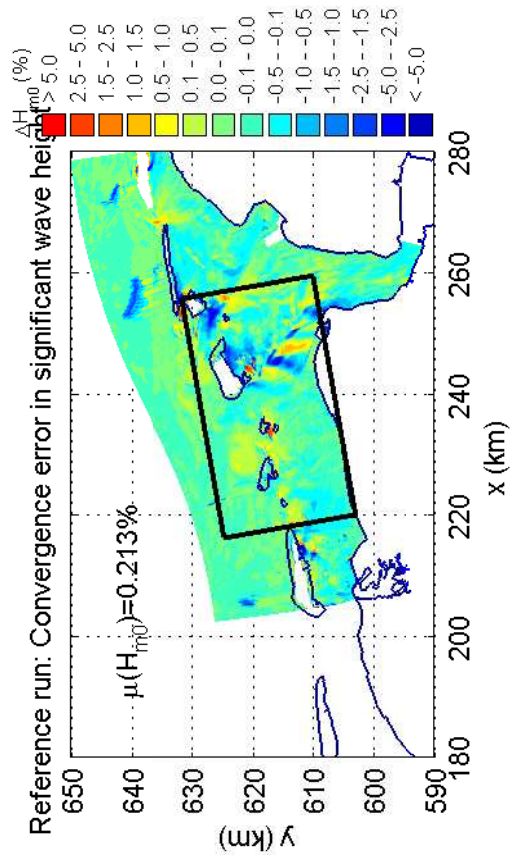 Reference run: Convergence error in significant wave height
ΔHm0 (%)
> 5.0
2.5 - 5.0
1.5 - 2.5
1.0 - 1.5
0.5 - 1.0
0.1 - 0.5
0.0 - 0.1
-0.1 - -0.0
-0.5 - -0.1
-1.0 - -0.5
-1.5 - -1.0
-2.5 - -1.5
-5.0 - -2.5
< -5.0
μ(Hm0)=0.213%
650
640
630
620
610
600
590
y (km)
180
200
220
240
260
280
x (km)